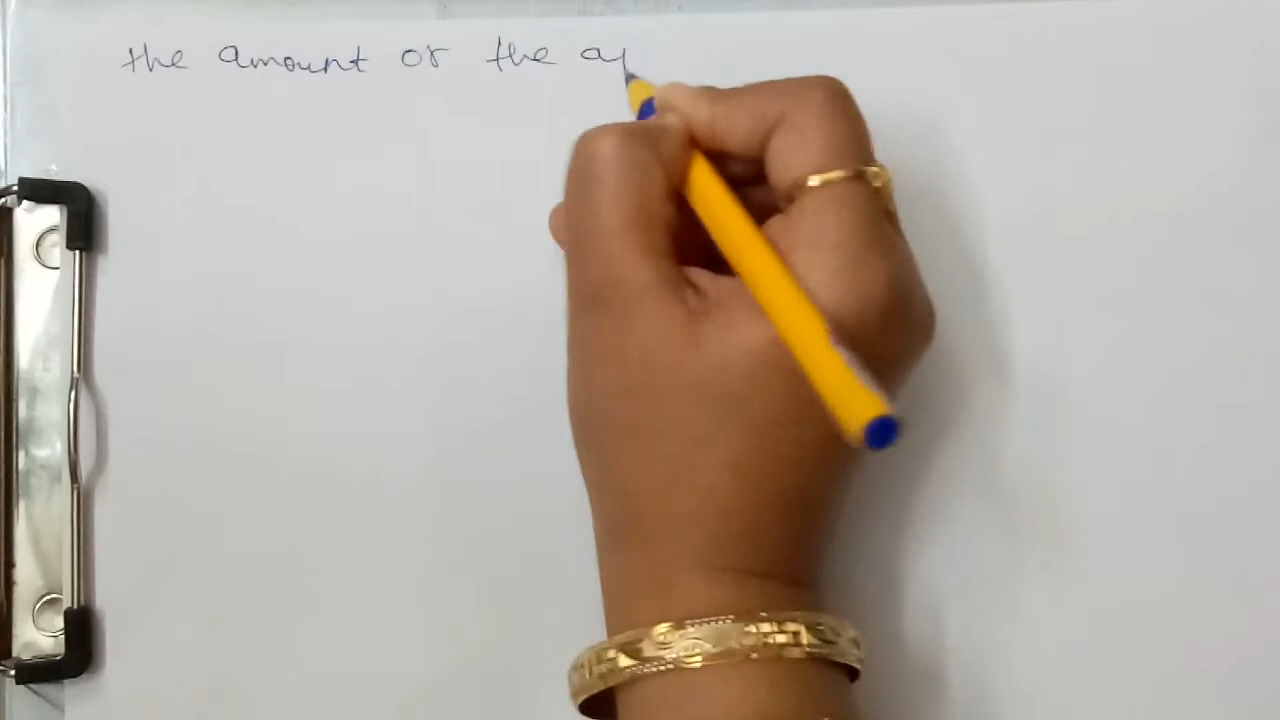 the amount or the